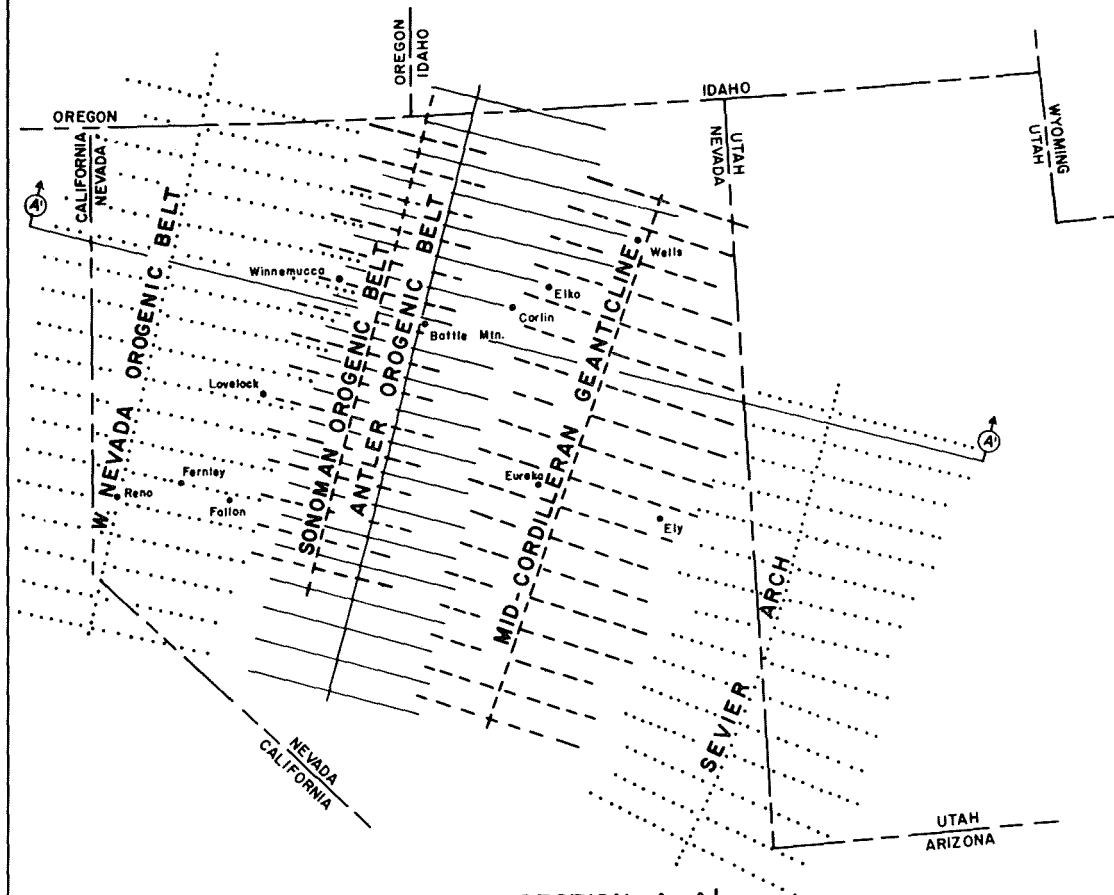 OREGON
IDAHO
OREGON
IDAHO
CALIFORNIA
NEVADA
UTAH
NEVADA
WYOMING
UTAH
A'
W. NEVADA OROGENIC BELT
SONOMAN OROGENIC BELT
ANTLER OROGENIC BELT
MID-CORDILLERAN GEANTICLINE
SEVIER ARCH
Winnemucca
Wells
Elko
Corlin
Battle Mtn.
Lovelock
A'
Fernley
Reno
Fallon
Eureka
Ely
NEVADA
CALIFORNIA
UTAH
ARIZONA